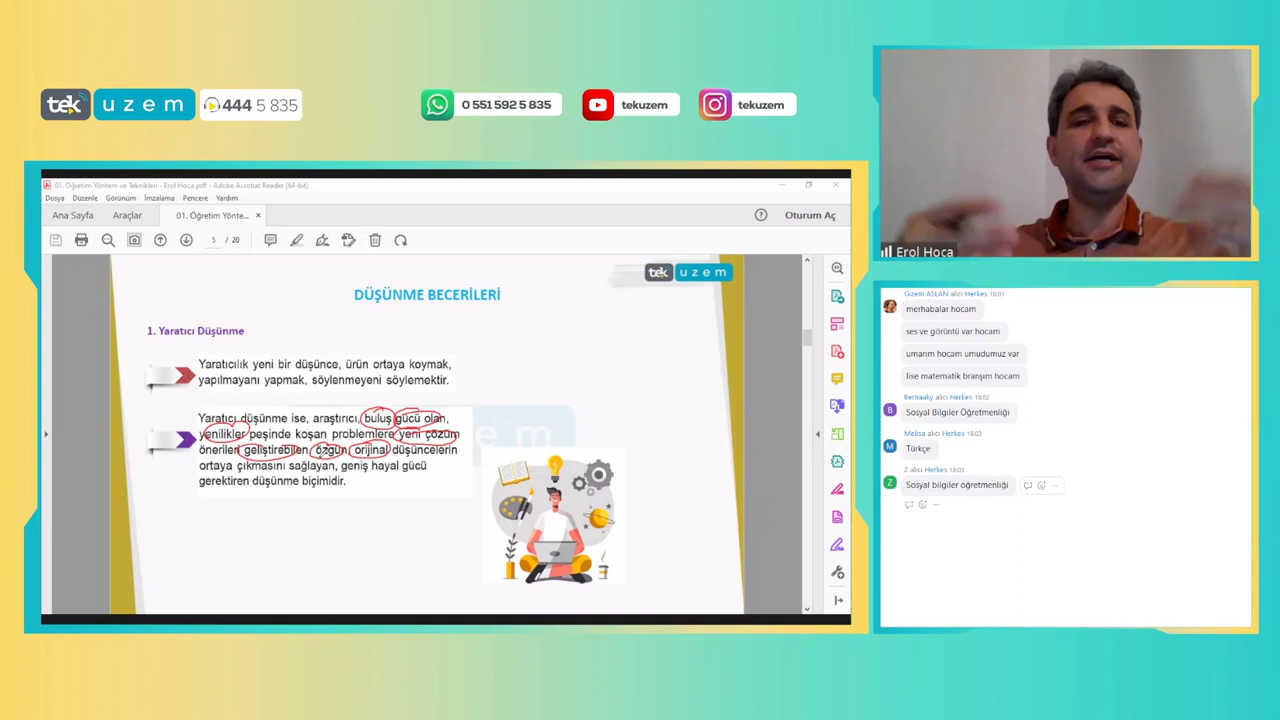 tek uzem 444 5 835
0 551 592 5 835
tekuzem
tekuzem
01. Öğretim Yöntem ve Teknikleri - Erol Hoca.pdf - Adobe Acrobat Reader (64-bit)
Dosya Düzenle Görünüm İmzalama Pencere Yardım
Ana Sayfa Araçlar 01. Öğretim Yönte... × Oturum Aç
5 / 20
tek uzem
DÜŞÜNME BECERİLERİ
1. Yaratıcı Düşünme
Yaratıcılık yeni bir düşünce, ürün ortaya koymak,
yapılmayanı yapmak, söylenmeyeni söylemektir.
Yaratıcı düşünme ise, araştırıcı, buluş gücü olan,
yenilikler peşinde koşan problemlere yeni çözüm
önerileri geliştirebilen özgün, orijinal düşüncelerin
ortaya çıkmasını sağlayan, geniş hayal gücü
gerektiren düşünme biçimidir.
Erol Hoca
Gizem ASLAN alıcı Herkes 18:01
merhabalar hocam
ses ve görüntü var hocam
umarım hocam umudumuz var
lise matematik branşım hocam
Bernaaky alıcı Herkes 18:02
B
Sosyal Bilgiler Öğretmenliği
Melisa alıcı Herkes 18:03
M
Türkçe
Z alıcı Herkes 18:03
Z
Sosyal bilgiler öğretmenliği